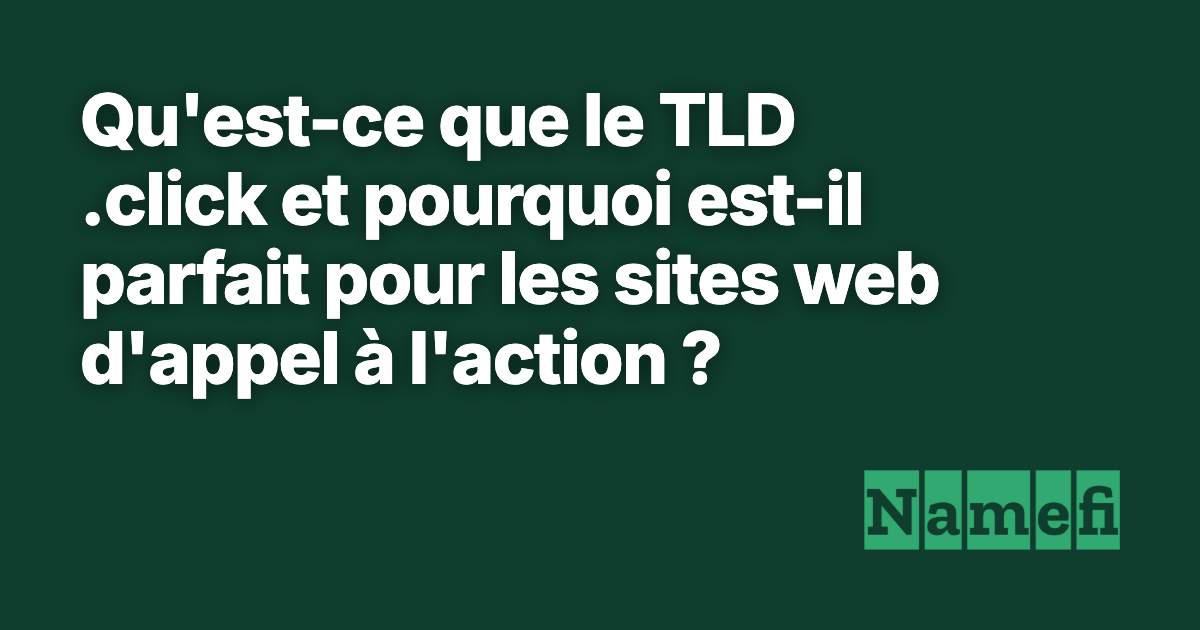 Qu'est-ce que le TLD
.click et pourquoi est-il
parfait pour les sites web
d'appel à l'action ?
Namefi